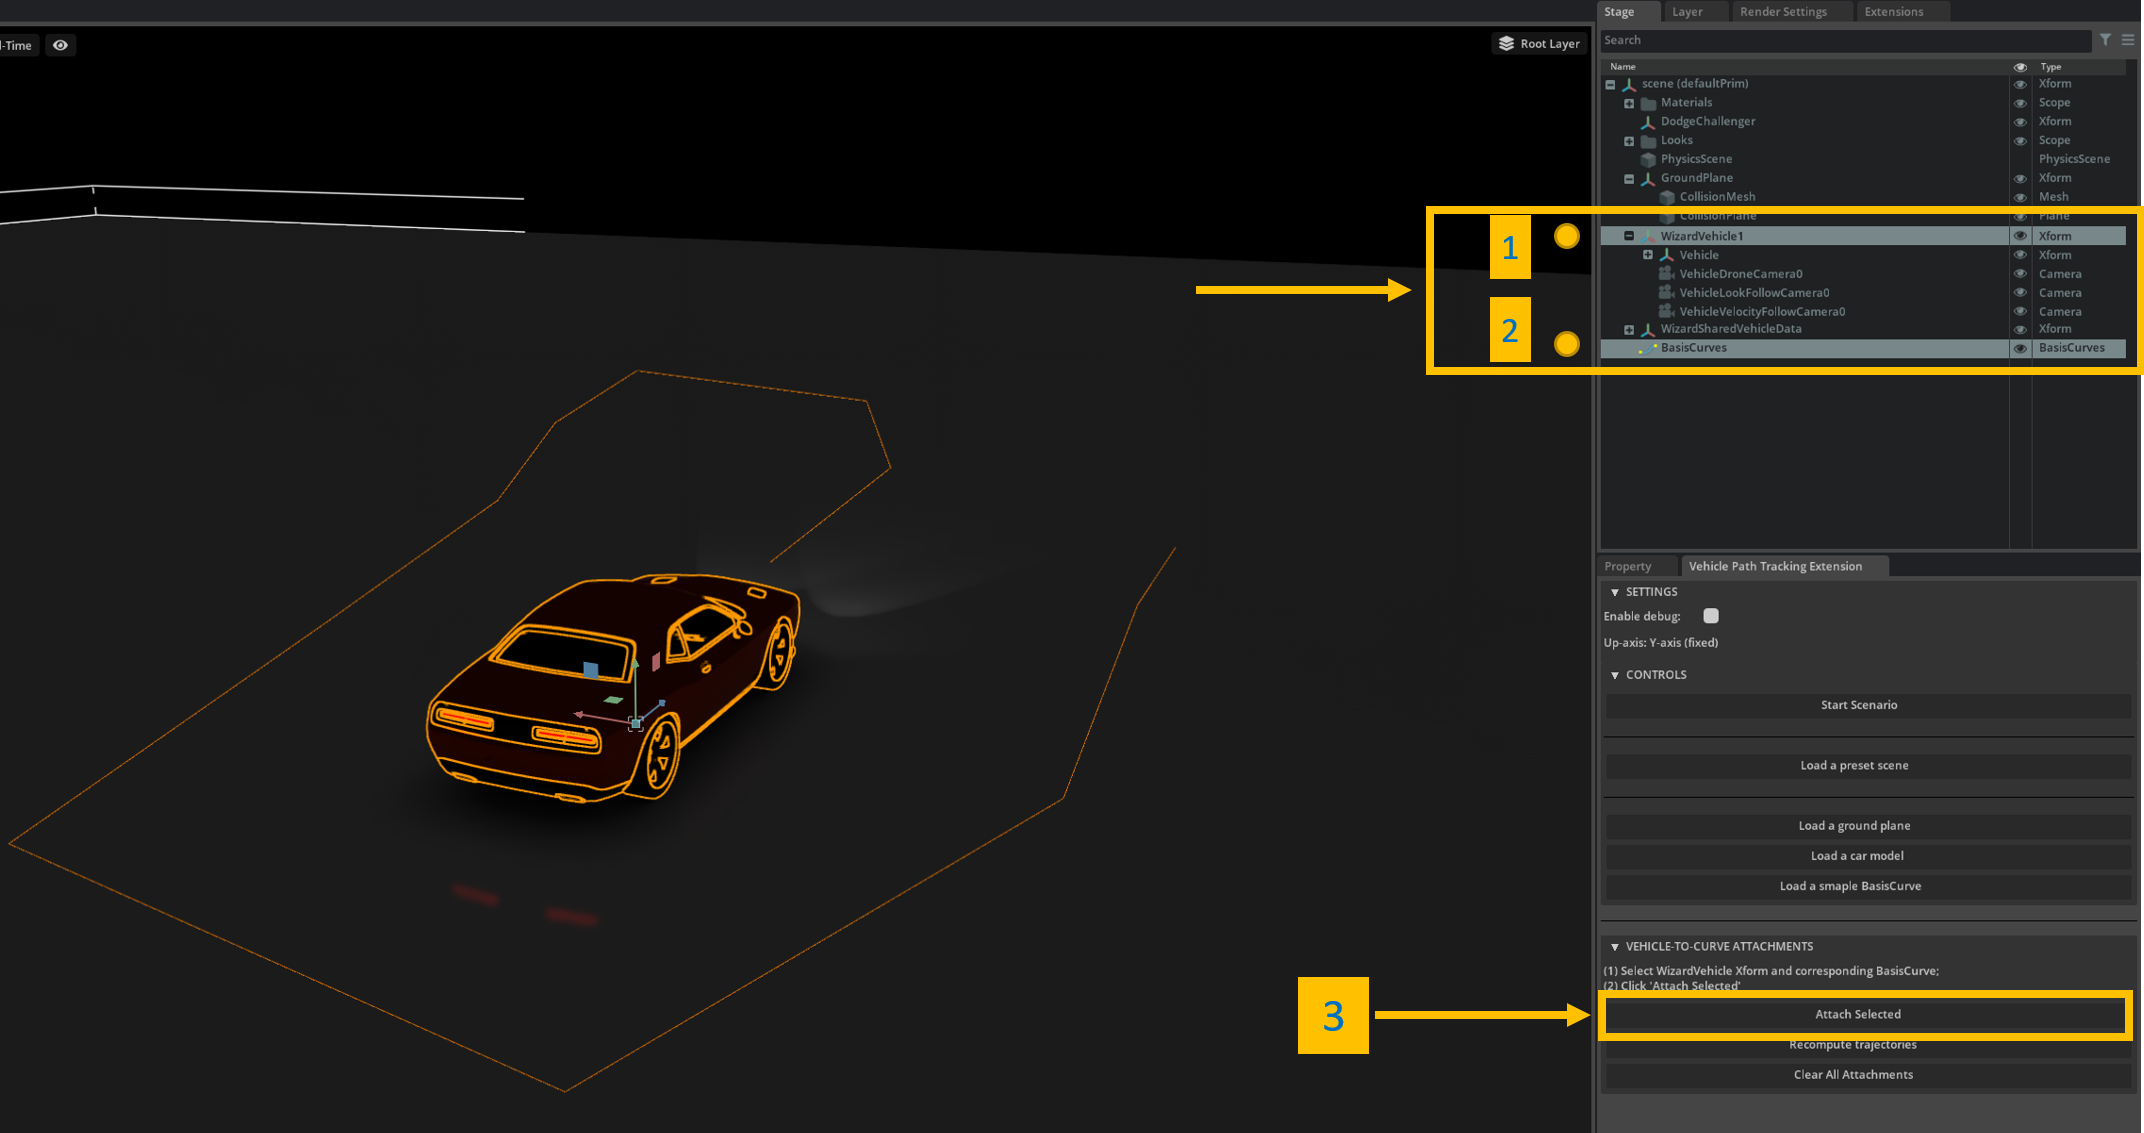 l-Time
Root Layer
Stage
Layer
Render Settings
Extensions
Search
Name
Type
scene (defaultPrim)
Xform
Materials
Scope
DodgeChallenger
Xform
Looks
Scope
PhysicsScene
PhysicsScene
GroundPlane
Xform
CollisionMesh
Mesh
CollisionPlane
Plane
1
WizardVehicle1
Xform
Vehicle
Xform
VehicleDroneCamera0
Camera
VehicleLookFollowCamera0
Camera
VehicleVelocityFollowCamera0
Camera
2
WizardSharedVehicleData
Xform
BasisCurves
BasisCurves
Property
Vehicle Path Tracking Extension
SETTINGS
Enable debug:
Up-axis: Y-axis (fixed)
CONTROLS
Start Scenario
Load a preset scene
Load a ground plane
Load a car model
Load a smaple BasisCurve
VEHICLE-TO-CURVE ATTACHMENTS
(1) Select WizardVehicle Xform and corresponding BasisCurve;
(2) Click 'Attach Selected'
3
Attach Selected
Recompute trajectories
Clear All Attachments